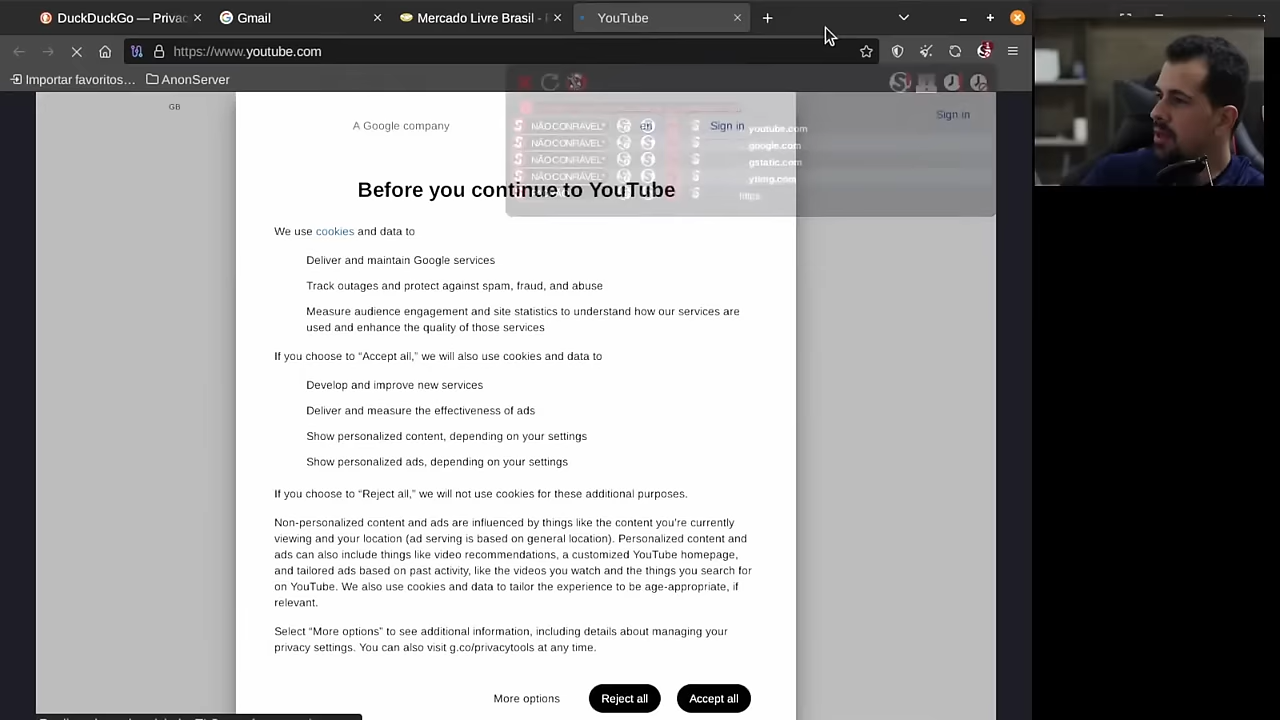 DuckDuckGo — Priva
Gmail
Mercado Livre Brasil -
YouTube
https://www.youtube.com
Importar favoritos…
AnonServer
GB
A Google company
en
Sign in
Sign in
NÃO CONFIÁVEL
youtube.com
NÃO CONFIÁVEL
google.com
NÃO CONFIÁVEL
gstatic.com
NÃO CONFIÁVEL
ytimg.com
https:
Before you continue to YouTube
We use cookies and data to
Deliver and maintain Google services
Track outages and protect against spam, fraud, and abuse
Measure audience engagement and site statistics to understand how our services are
used and enhance the quality of those services
If you choose to “Accept all,” we will also use cookies and data to
Develop and improve new services
Deliver and measure the effectiveness of ads
Show personalized content, depending on your settings
Show personalized ads, depending on your settings
If you choose to “Reject all,” we will not use cookies for these additional purposes.
Non-personalized content and ads are influenced by things like the content you’re currently
viewing and your location (ad serving is based on general location). Personalized content and
ads can also include things like video recommendations, a customized YouTube homepage,
and tailored ads based on past activity, like the videos you watch and the things you search for
on YouTube. We also use cookies and data to tailor the experience to be age-appropriate, if
relevant.
Select “More options” to see additional information, including details about managing your
privacy settings. You can also visit g.co/privacytools at any time.
More options
Reject all
Accept all